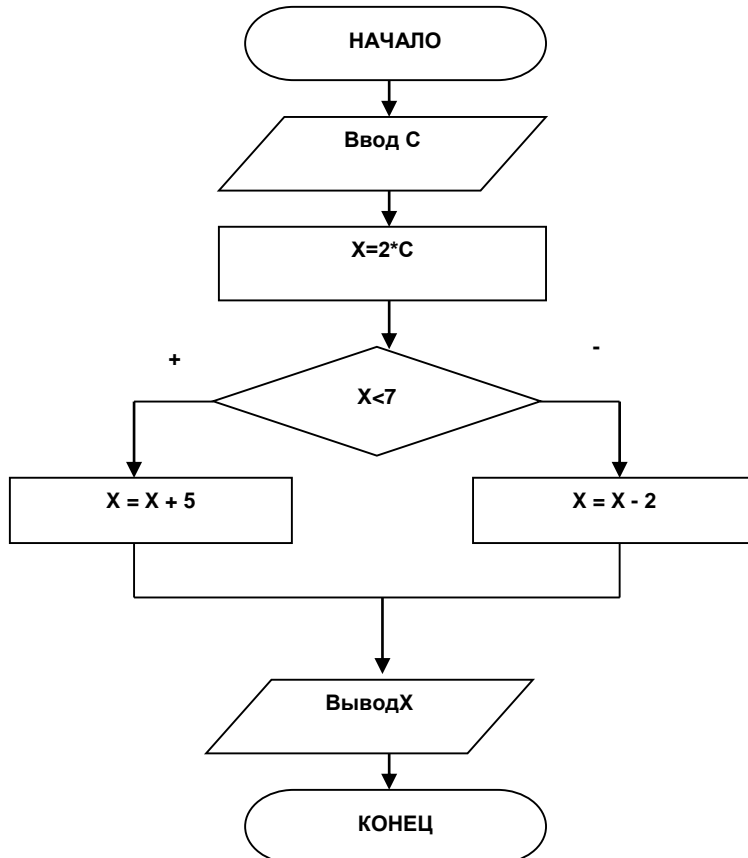 НАЧАЛО
Ввод С
X=2*C
+
-
X<7
X = X + 5
X = X - 2
ВыводX
КОНЕЦ